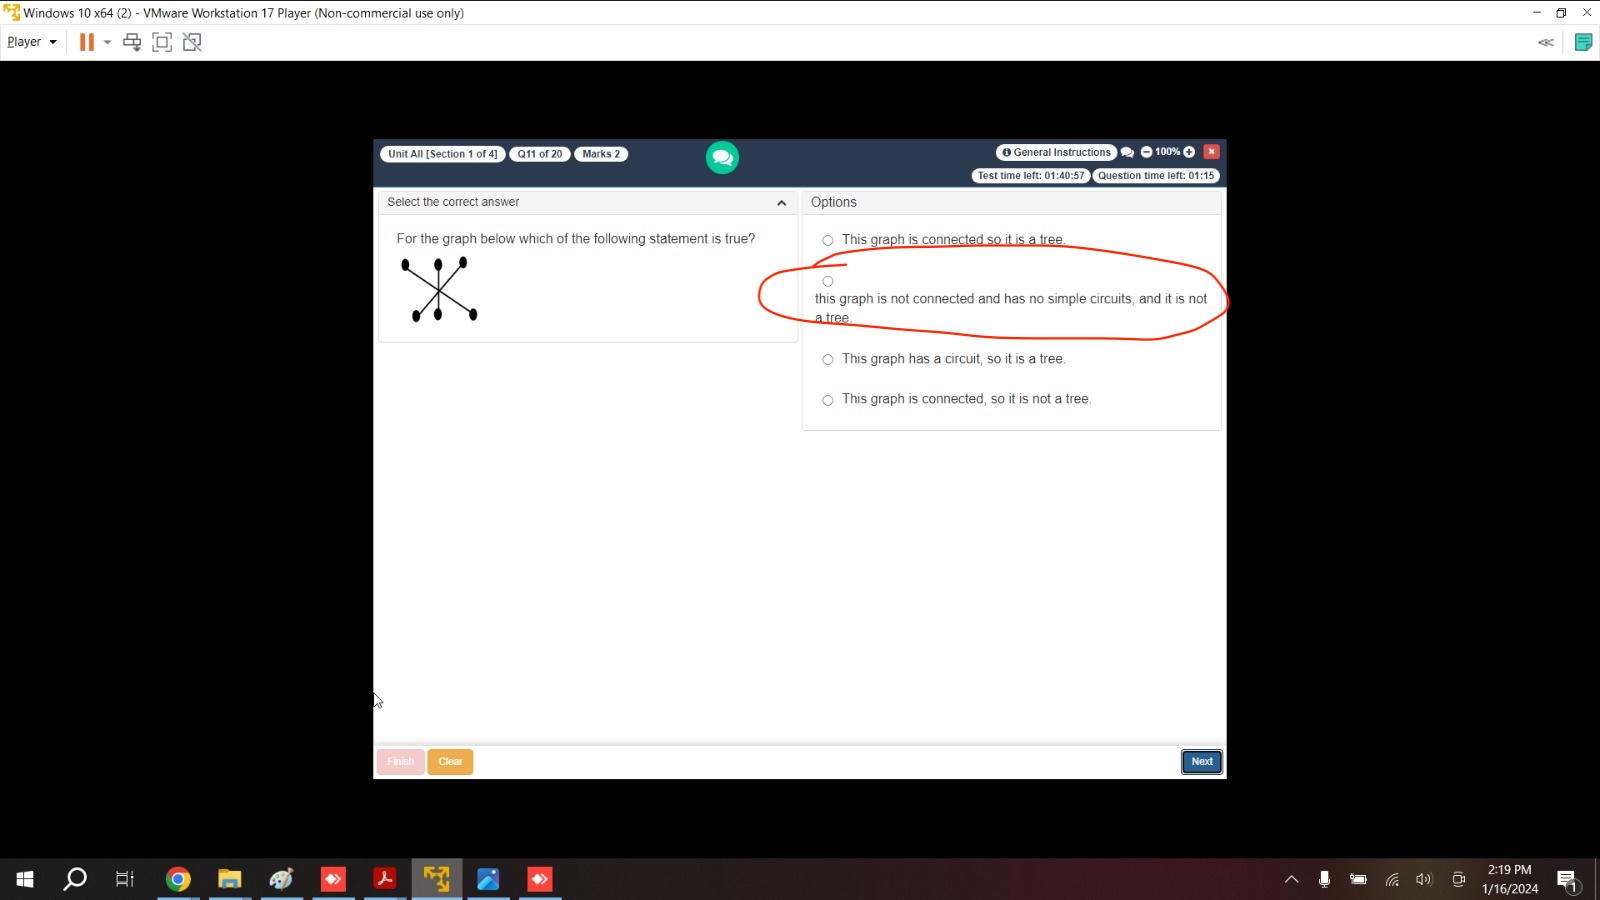 Windows 10 x64 (2) - VMware Workstation 17 Player (Non-commercial use only)
Player
Unit All [Section 1 of 4] Q11 of 20 Marks 2
General Instructions 100%
Test time left: 01:40:57 Question time left: 01:15
Select the correct answer
For the graph below which of the following statement is true?
Options
This graph is connected so it is a tree.
this graph is not connected and has no simple circuits, and it is not
a tree.
This graph has a circuit, so it is a tree.
This graph is connected, so it is not a tree.
Finish Clear Next
2:19 PM
1/16/2024
1